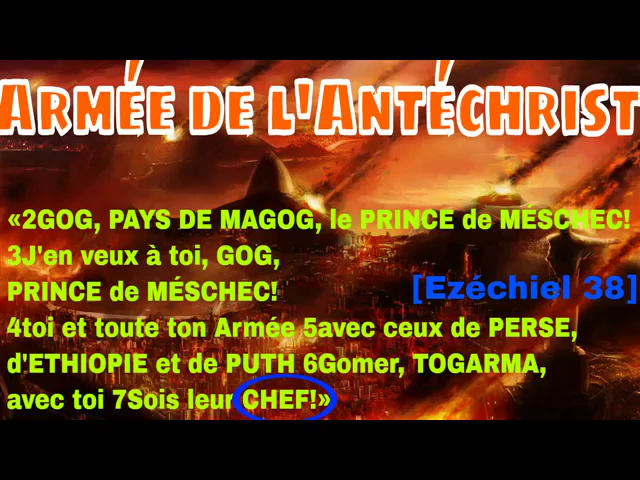 ARMÉE DE L'ANTÉCHRIST
«2GOG, PAYS DE MAGOG, le PRINCE de MÉSCHEC!
3J'en veux à toi, GOG,
PRINCE de MÉSCHEC!
[Ezéchiel 38]
4toi et toute ton Armée 5avec ceux de PERSE,
d'ETHIOPIE et de PUTH 6Gomer, TOGARMA,
avec toi 7Sois leur CHEF!»